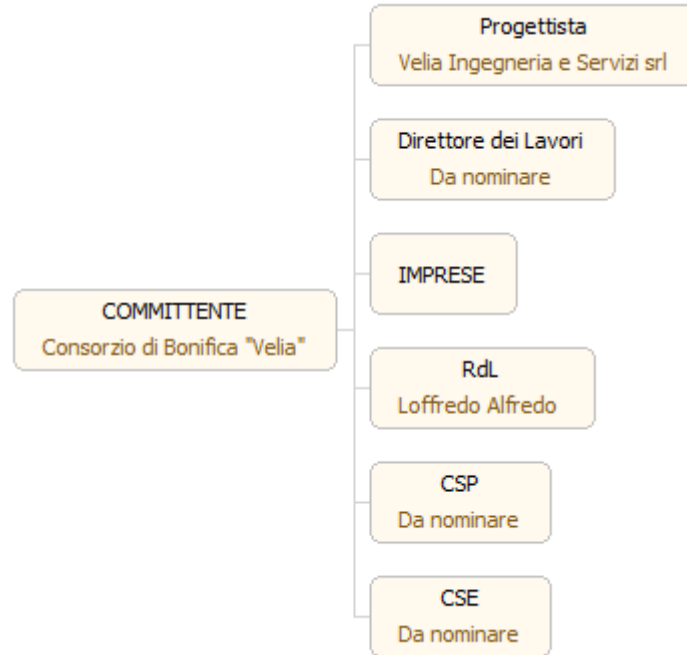 Progettista
Velia Ingegneria e Servizi srl
Direttore dei Lavori
Da nominare
IMPRESE
COMMITTENTE
Consorzio di Bonifica "Velia"
RdL
Loffredo Alfredo
CSP
Da nominare
CSE
Da nominare